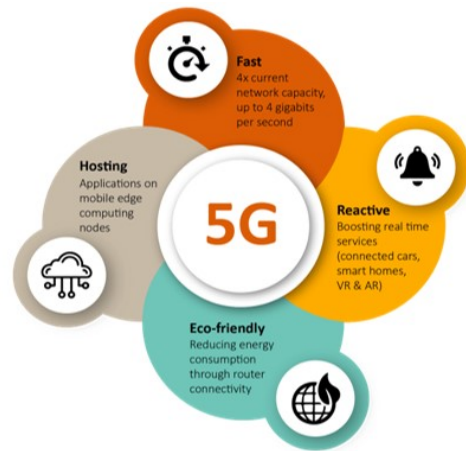 Fast
4x current
network capacity,
up to 4 gigabits
per second
Hosting
Applications on
mobile edge
computing
nodes
5G
Reactive
Boosting real time
services
(connected cars,
smart homes,
VR & AR)
Eco-friendly
Reducing energy
consumption
through router
connectivity